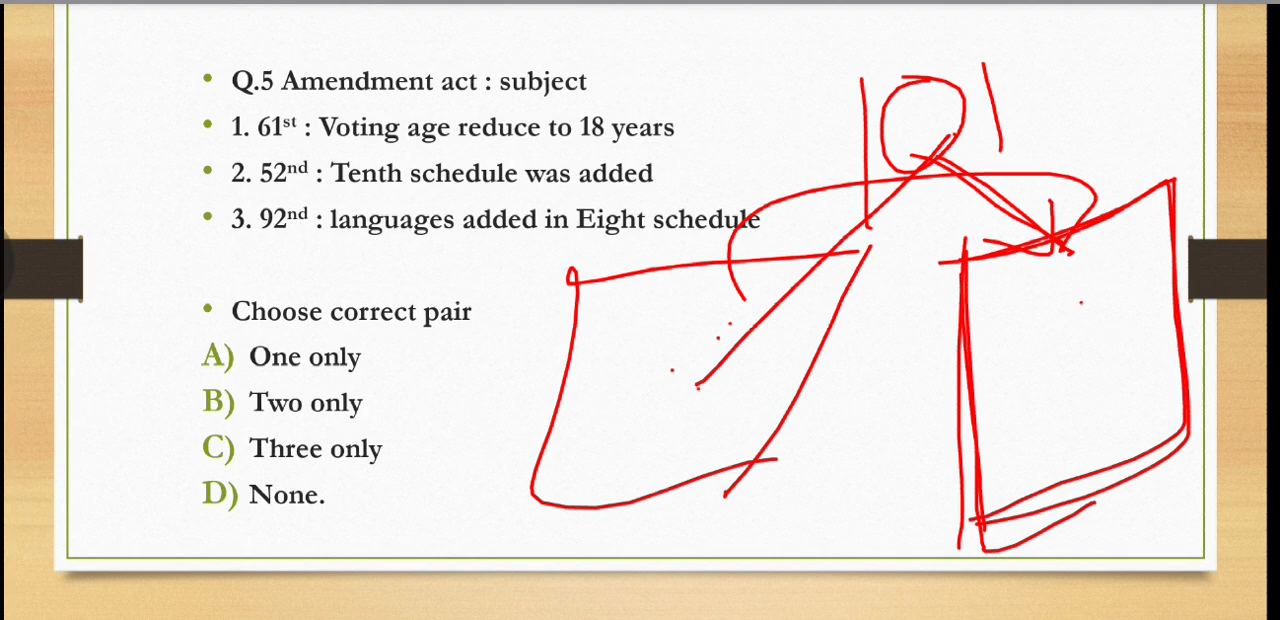 • Q.5 Amendment act : subject
• 1. 61st : Voting age reduce to 18 years
• 2. 52nd : Tenth schedule was added
• 3. 92nd : languages added in Eight schedule
• Choose correct pair
A) One only
B) Two only
C) Three only
D) None.